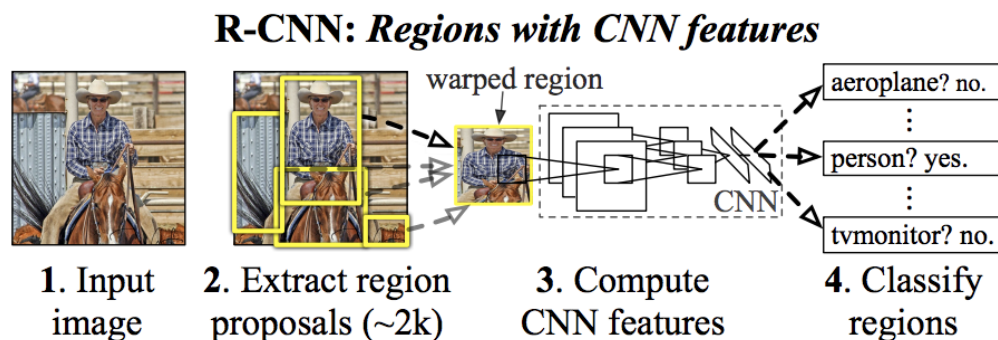 R-CNN: Regions with CNN features
warped region
aeroplane? no.
person? yes.
tvmonitor? no.
CNN
1. Input
image
2. Extract region
proposals (~2k)
3. Compute
CNN features
4. Classify
regions